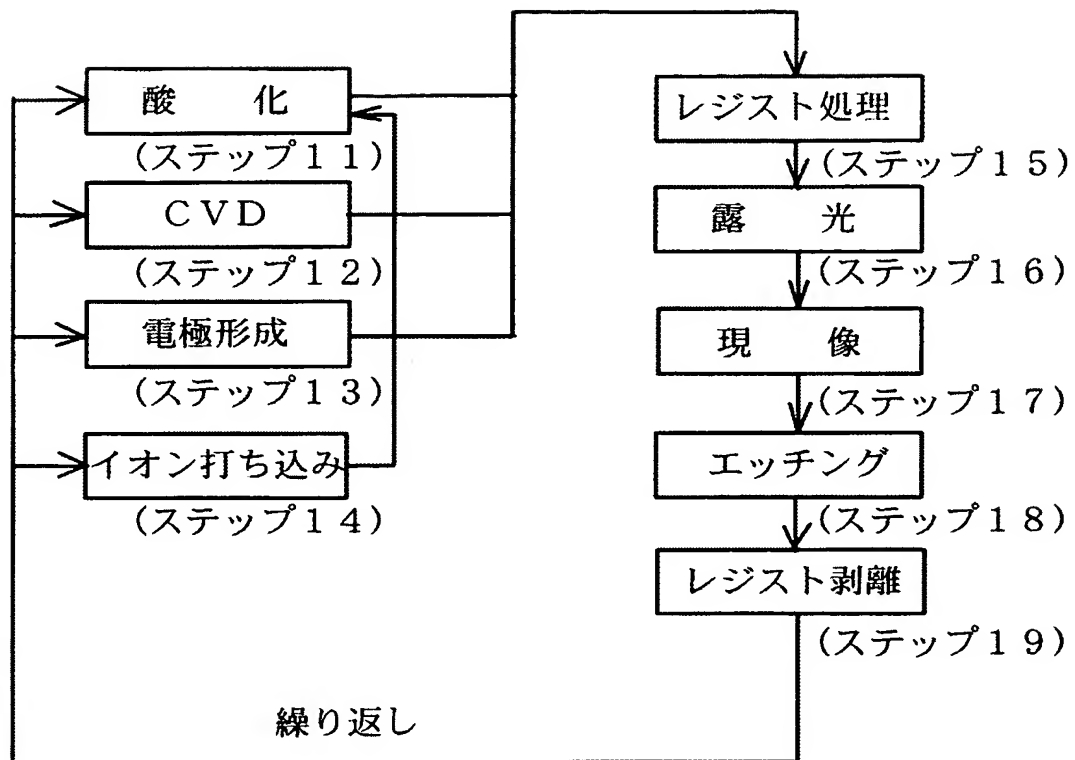 酸　　化
(ステップ１１)
ＣＶＤ
(ステップ１２)
電極形成
(ステップ１３)
イオン打ち込み
(ステップ１４)
レジスト処理
(ステップ１５)
露　　光
(ステップ１６)
現　　像
(ステップ１７)
エッチング
(ステップ１８)
レジスト剥離
(ステップ１９)
繰り返し